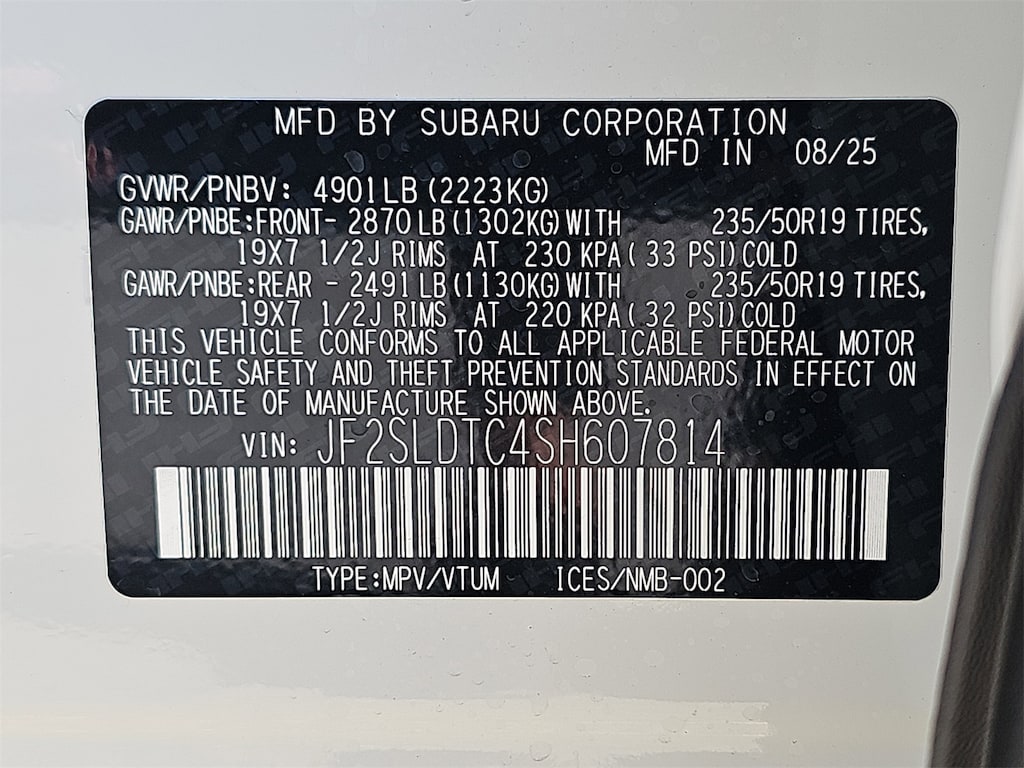 MFD BY SUBARU CORPORATION
MFD IN 08/25
GVWR/PNBV: 4901LB (2223KG)
GAWR/PNBE:FRONT- 2870 LB (1302KG) WITH 235/50R19 TIRES,
19X7 1/2J RIMS AT 230 KPA( 33 PSI) COLD
GAWR/PNBE:REAR - 2491 LB (1130KG) WITH 235/50R19 TIRES,
19X7 1/2J RIMS AT 220 KPA( 32 PSI) COLD
THIS VEHICLE CONFORMS TO ALL APPLICABLE FEDERAL MOTOR
VEHICLE SAFETY AND THEFT PREVENTION STANDARDS IN EFFECT ON
THE DATE OF MANUFACTURE SHOWN ABOVE.
VIN: JF2SLDTC4SH607814
TYPE:MPV/VTUM ICES/NMB-002